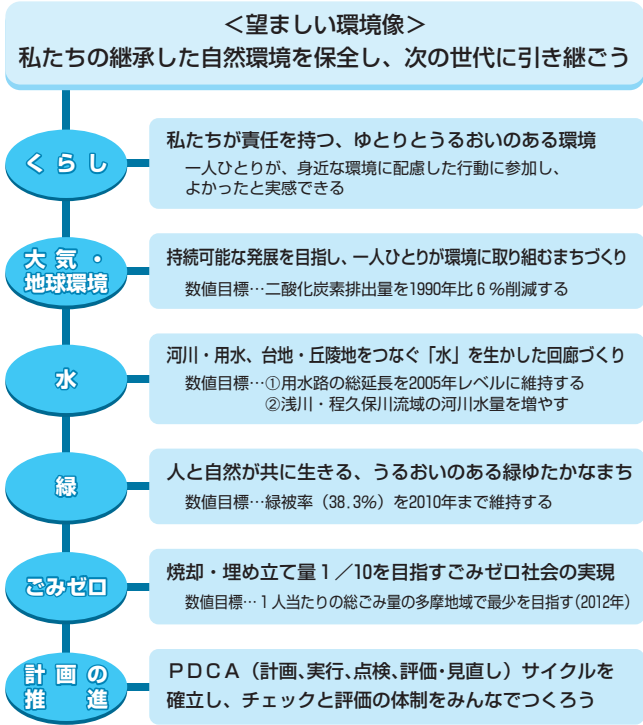 <望ましい環境像>
私たちの継承した自然環境を保全し、次の世代に引き継ごう
くらし
私たちが責任を持つ、ゆとりとうるおいのある環境
一人ひとりが、身近な環境に配慮した行動に参加し、
よかったと実感できる
大気・
地球環境
持続可能な発展を目指し、一人ひとりが環境に取り組むまちづくり
数値目標…二酸化炭素排出量を1990年比6%削減する
水
河川・用水、台地・丘陵地をつなぐ「水」を生かした回廊づくり
数値目標…①用水路の総延長を2005年レベルに維持する
②浅川・程久保川流域の河川水量を増やす
緑
人と自然が共に生きる、うるおいのある緑ゆたかなまち
数値目標…緑被率(38.3%)を2010年まで維持する
ごみゼロ
焼却・埋め立て量1/10を目指すごみゼロ社会の実現
数値目標…1人当たりの総ごみ量の多摩地域で最少を目指す(2012年)
計画の
推進
PDCA(計画、実行、点検、評価・見直し)サイクルを
確立し、チェックと評価の体制をみんなでつくろう